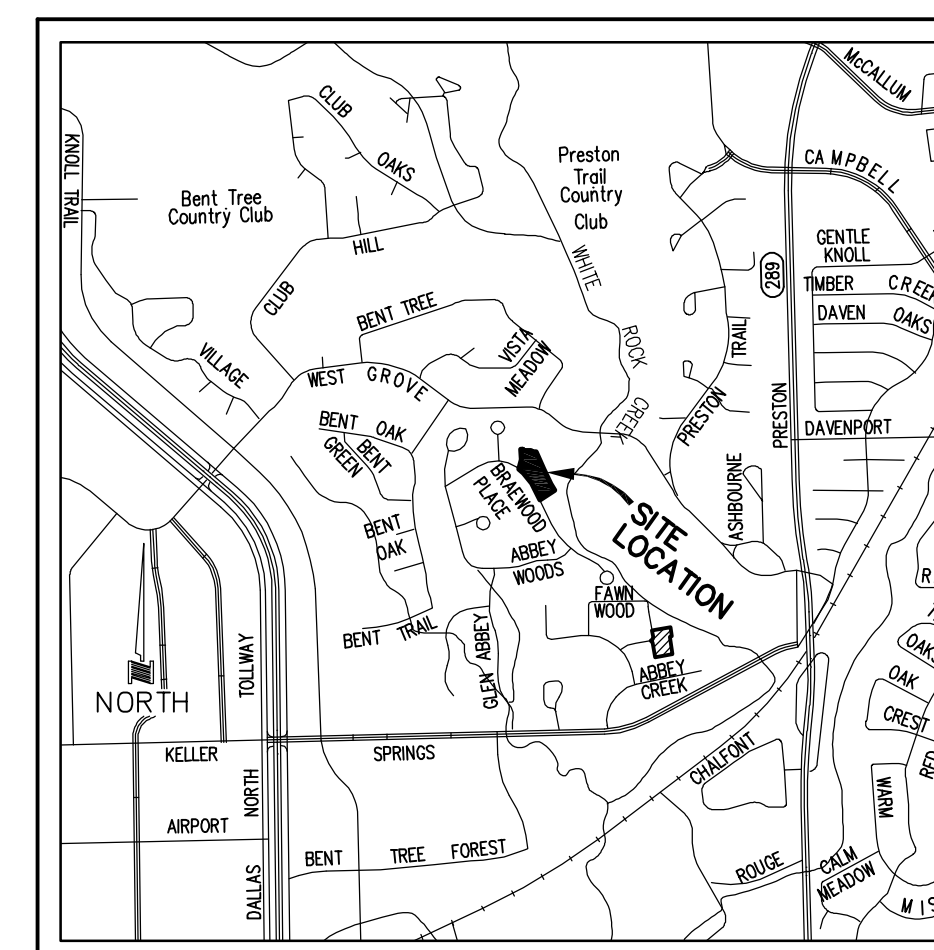 McCALLUM
CLUB
OAKS
KNOLL TRAIL
Bent Tree
Country Club
Preston
Trail
Country
Club
CAMPBELL
HILL
CLUB
WHITE
ROCK
CREEK
289
GENTLE
KNOLL
TIMBER CREEK
DAVEN OAKS
BENT TREE
VISTA
MEADOW
TRAIL
PRESTON
VILLAGE
WEST GROVE
PRESTON
DAVENPORT
BENT OAK
BENT
GREEN
BRAEWOOD
PLACE
ASHBOURNE
SITE
LOCATION
BENT
OAK
ABBEY
WOODS
FAWN
WOOD
BENT TRAIL
GLEN ABBEY
ABBEY
CREEK
TOLLWAY
NORTH
DALLAS
NORTH
KELLER
SPRINGS
OAKS
OAK
CREST
CHALFONT
WARM
AIRPORT
BENT TREE FOREST
ROUGE
CALM
MEADOW